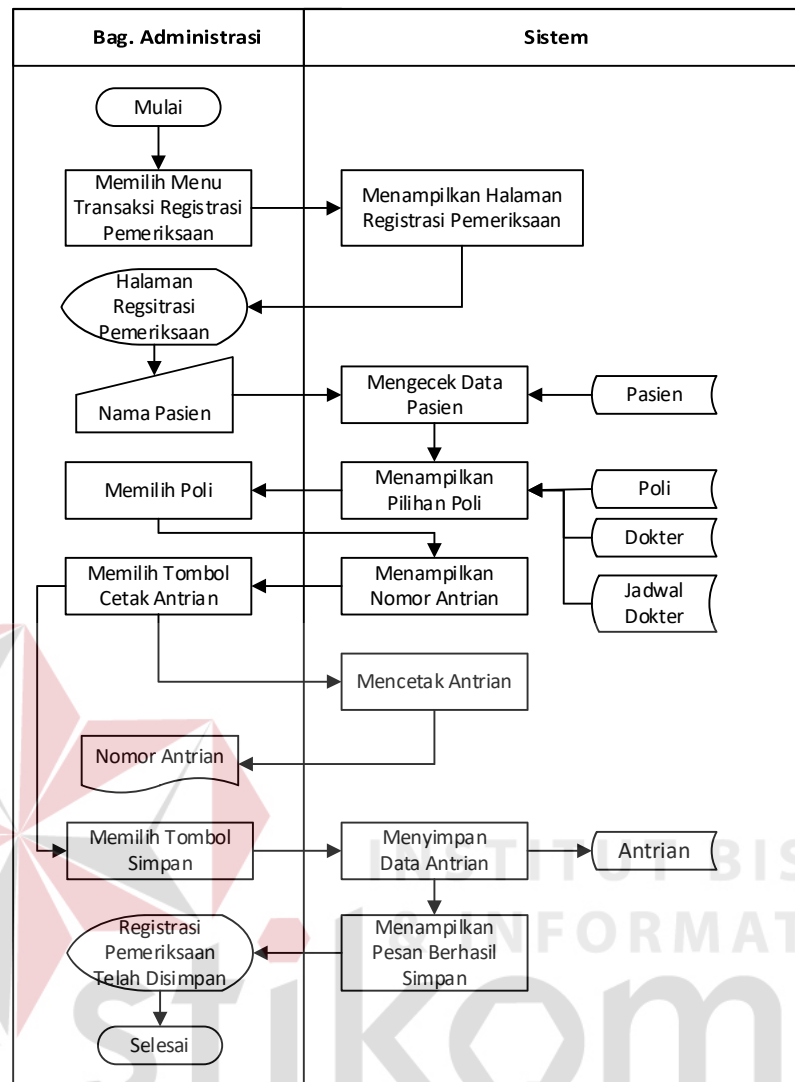 Bag. Administrasi
Sistem
Mulai
Memilih Menu
Transaksi Registrasi
Pemeriksaan
Menampilkan Halaman
Registrasi Pemeriksaan
Halaman
Regsitrasi
Pemeriksaan
Nama Pasien
Mengecek Data
Pasien
Pasien
Memilih Poli
Menampilkan
Pilihan Poli
Poli
Dokter
Memilih Tombol
Cetak Antrian
Menampilkan
Nomor Antrian
Jadwal
Dokter
Mencetak Antrian
Nomor Antrian
Memilih Tombol
Simpan
Menyimpan
Data Antrian
Antrian
INSTITUT BIS
Registrasi
Pemeriksaan
Telah Disimpan
Menampilkan
Pesan Berhasil
Simpan
& INFORMAT
stikom
Selesai